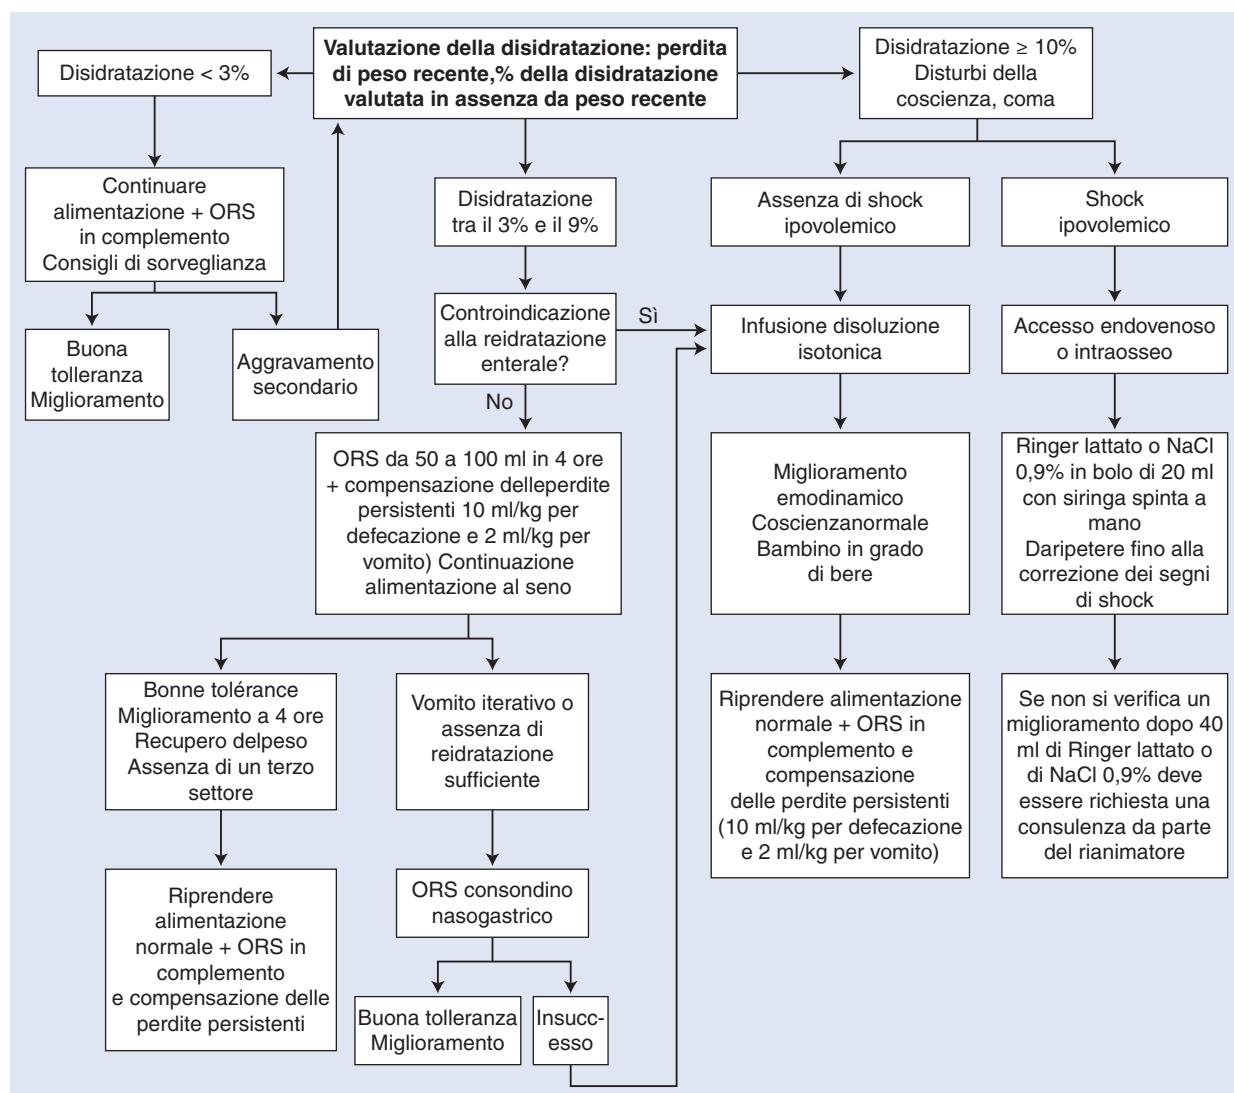 Valutazione della disidratazione: perdita
di peso recente,% della disidratazione
valutata in assenza da peso recente
Disidratazione < 3%
Continuare
alimentazione + ORS
in complemento
Consigli di sorveglianza
Buona
tolleranza
Miglioramento
Aggravamento
secondario
Disidratazione
tra il 3% e il 9%
Controindicazione
alla reidratazione
enterale?
Sì
No
ORS da 50 a 100 ml in 4 ore
+ compensazione delleperdite
persistenti 10 ml/kg per
defecazione e 2 ml/kg per
vomito) Continuazione
alimentazione al seno
Bonne tolérance
Miglioramento a 4 ore
Recupero delpeso
Assenza di un terzo
settore
Riprendere
alimentazione
normale + ORS in
complemento
e compensazione delle
perdite persistenti
Vomito iterativo o
assenza di
reidratazione
sufficiente
ORS consondino
nasogastrico
Buona tolleranza
Miglioramento
Insucc-
esso
Disidratazione ≥ 10%
Disturbi della
coscienza, coma
Assenza di shock
ipovolemico
Infusione disoluzione
isotonica
Miglioramento
emodinamico
Coscienzanormale
Bambino in grado
di bere
Riprendere alimentazione
normale + ORS in
complemento e
compensazione
delle perdite persistenti
(10 ml/kg per defecazione
e 2 ml/kg per vomito)
Shock
ipovolemico
Accesso endovenoso
o intraosseo
Ringer lattato o NaCl
0,9% in bolo di 20 ml
con siringa spinta a
mano
Daripetere fino alla
correzione dei segni
di shock
Se non si verifica un
miglioramento dopo 40
ml di Ringer lattato o
di NaCl 0,9% deve
essere richiesta una
consulenza da parte
del rianimatore